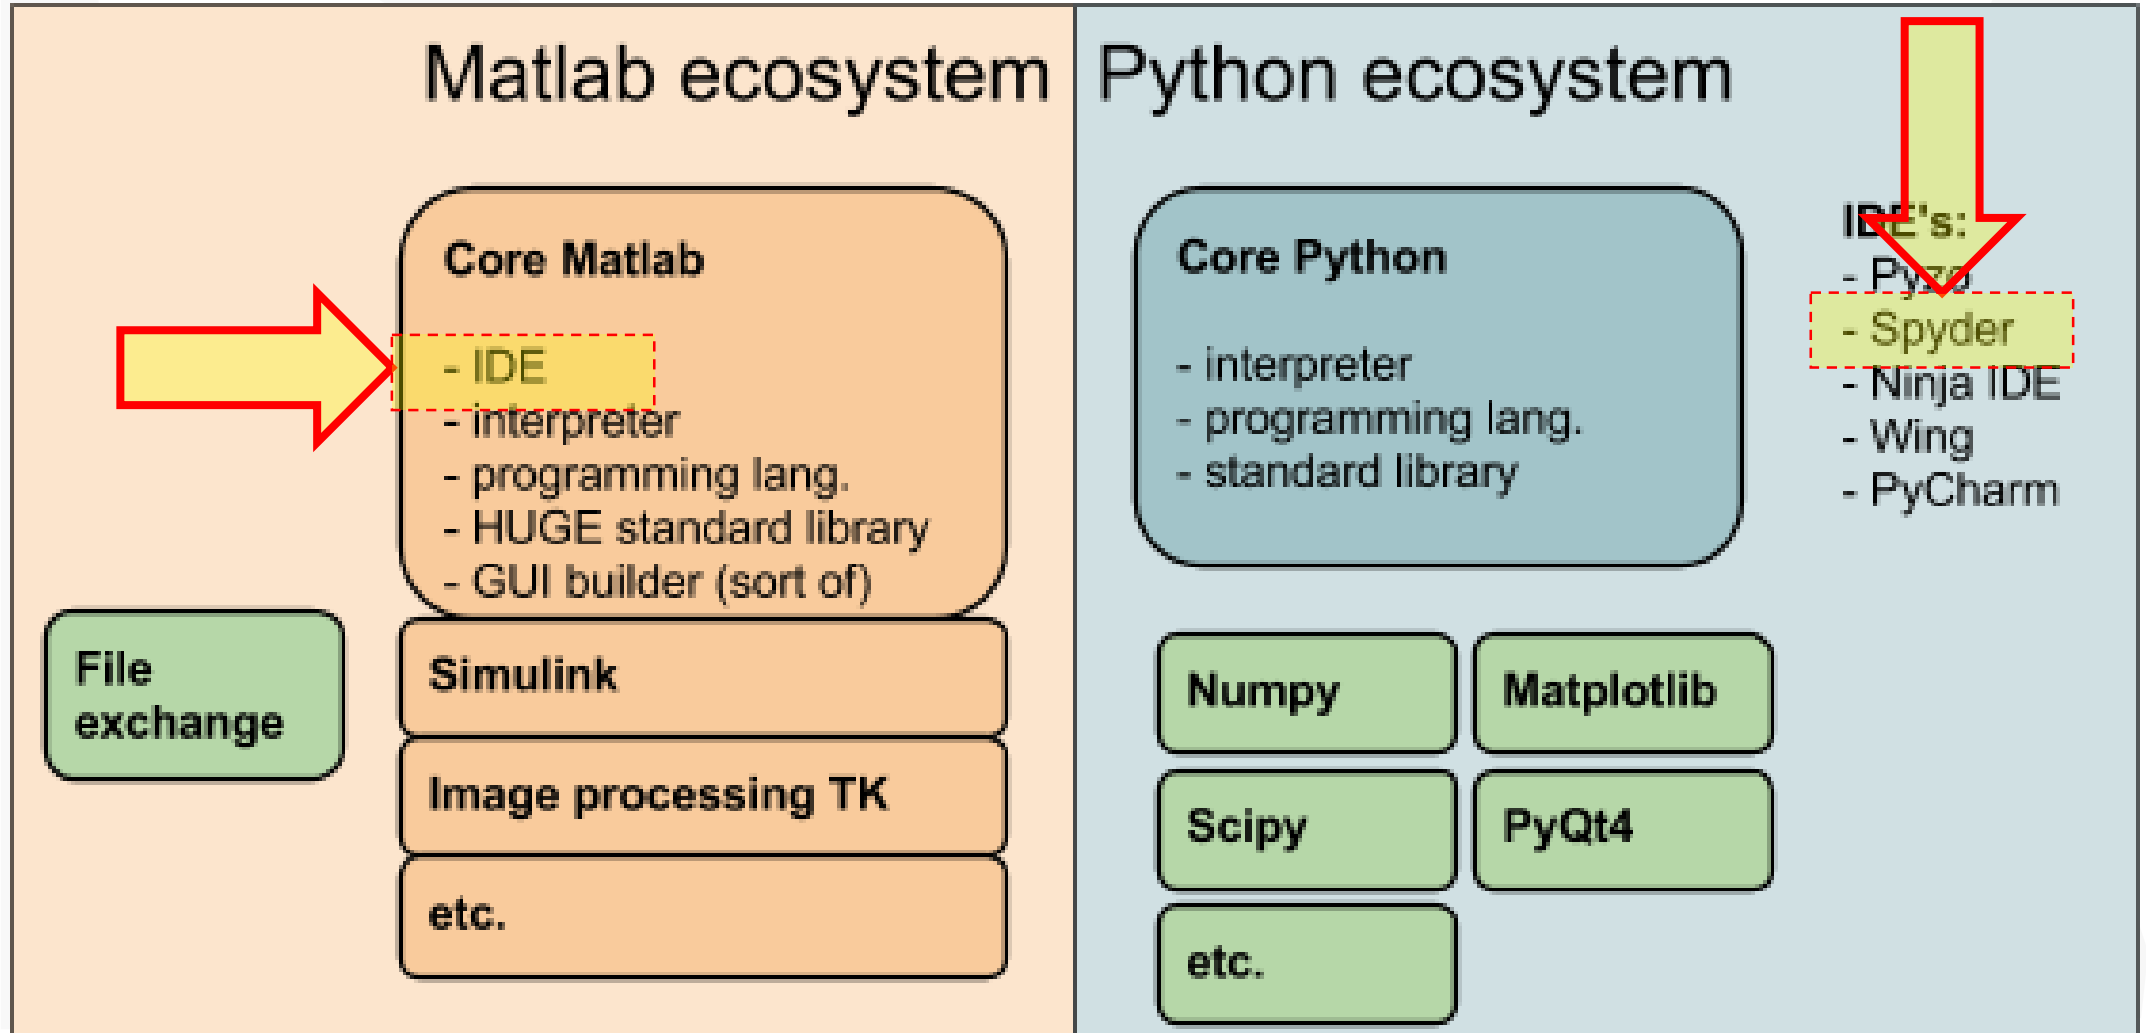 Matlab ecosystem
Core Matlab
- IDE
- interpreter
- programming lang.
- HUGE standard library
- GUI builder (sort of)
File
exchange
Simulink
Image processing TK
etc.
Python ecosystem
Core Python
- interpreter
- programming lang.
- standard library
IDE's:
- Pyzo
- Spyder
- Ninja IDE
- Wing
- PyCharm
Numpy
Matplotlib
Scipy
PyQt4
etc.